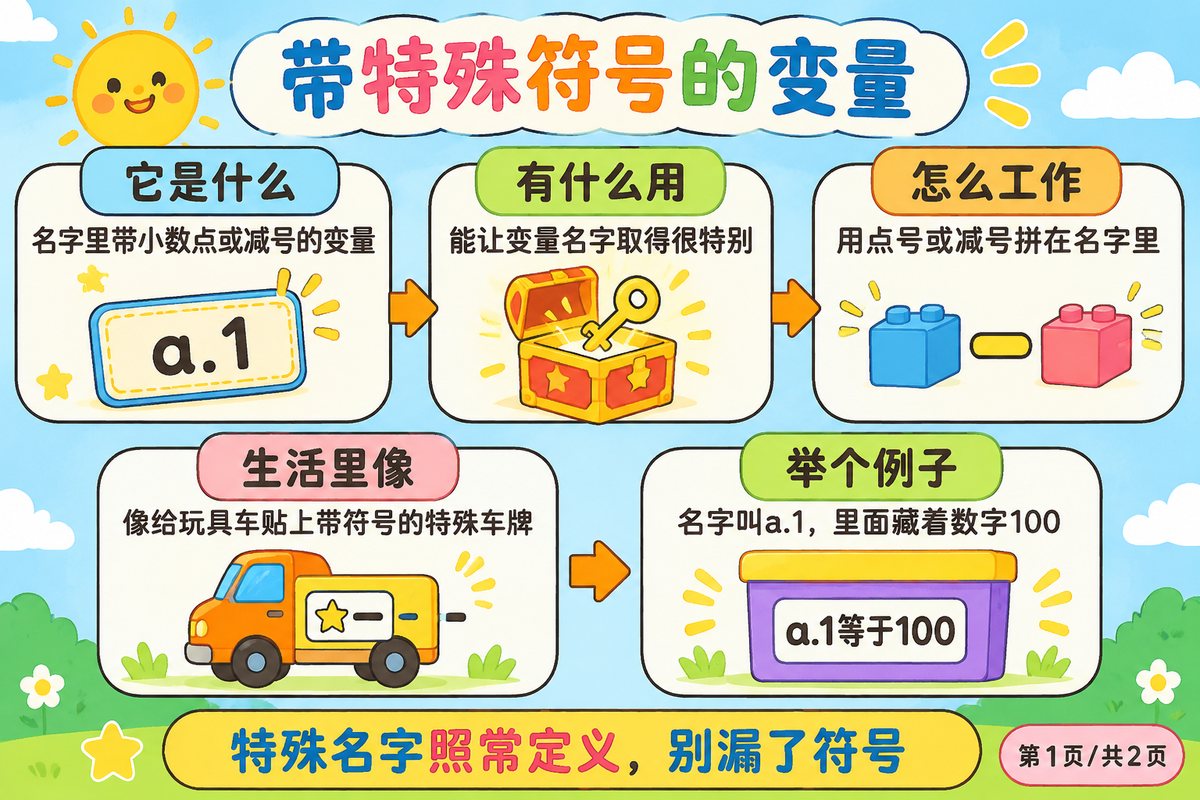 带特殊符号的变量
它是什么
名字里带小数点或减号的变量
a.1
有什么用
能让变量名字取得很特别
怎么工作
用点号或减号拼在名字里
生活里像
像给玩具车贴上带符号的特殊车牌
举个例子
名字叫a.1，里面藏着数字100
a.1等于100
特殊名字照常定义，别漏了符号
第1页/共2页